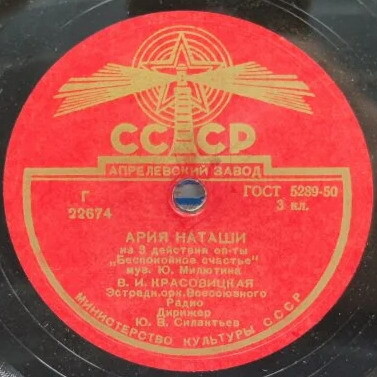 СССР
АПРЕЛЕВСКИЙ ЗАВОД
Г
22674
ГОСТ 5289-50
3 кл.
АРИЯ НАТАШИ
из 3 действия оп-ты
„Беспокойное счастье"
муз. Ю. Милютина
В. И. КРАСОВИЦКАЯ
Эстрадн.орк.Всесоюзного
Радио
Дирижер
Ю. В. Силантьев
МИНИСТЕРСТВО КУЛЬТУРЫ СССР